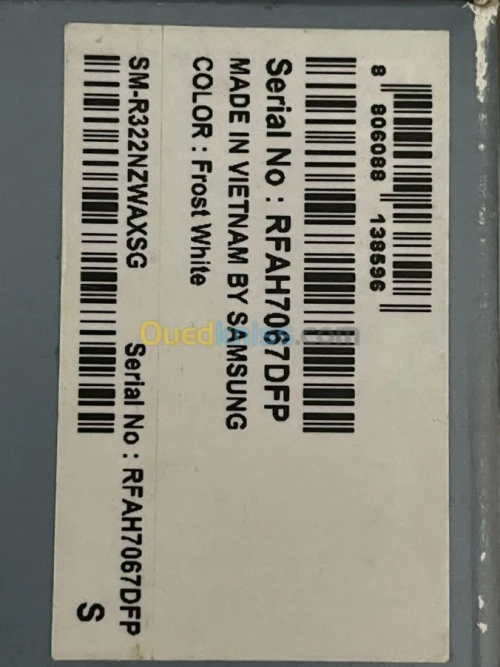 8 806088 138596
Serial No : RFAH7067DFP
MADE IN VIETNAM BY SAMSUNG
COLOR : Frost White
SM-R322NZWAXSG
Serial No : RFAH7067DFP
S
Ouedkniss.com